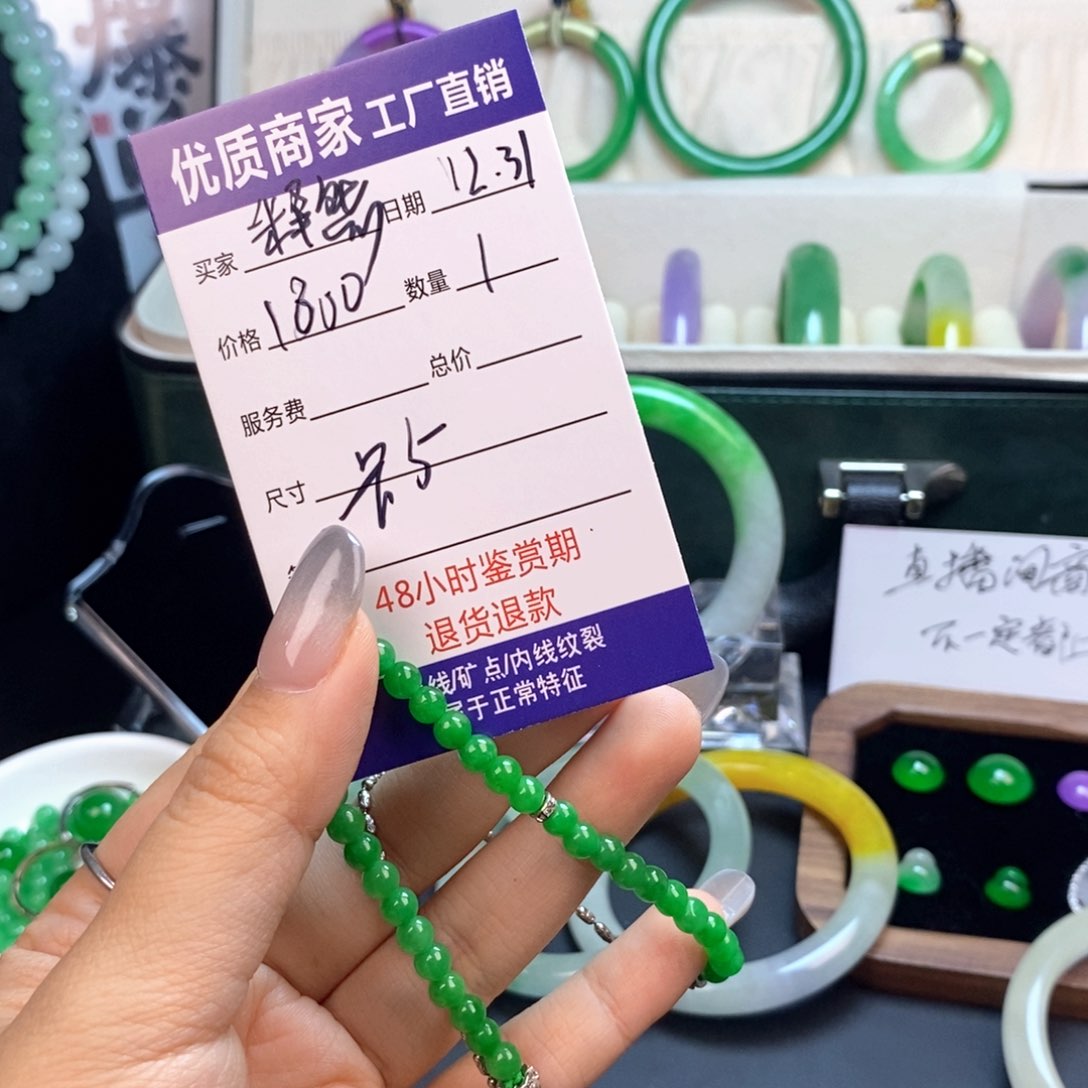 优质商家 工厂直销
买家 日期 12.31
价格 1800 数量 1
服务费 总价
尺寸
48小时鉴赏期
退货退款
线/矿点/内线纹裂
于正常特征
直播间
不一定看